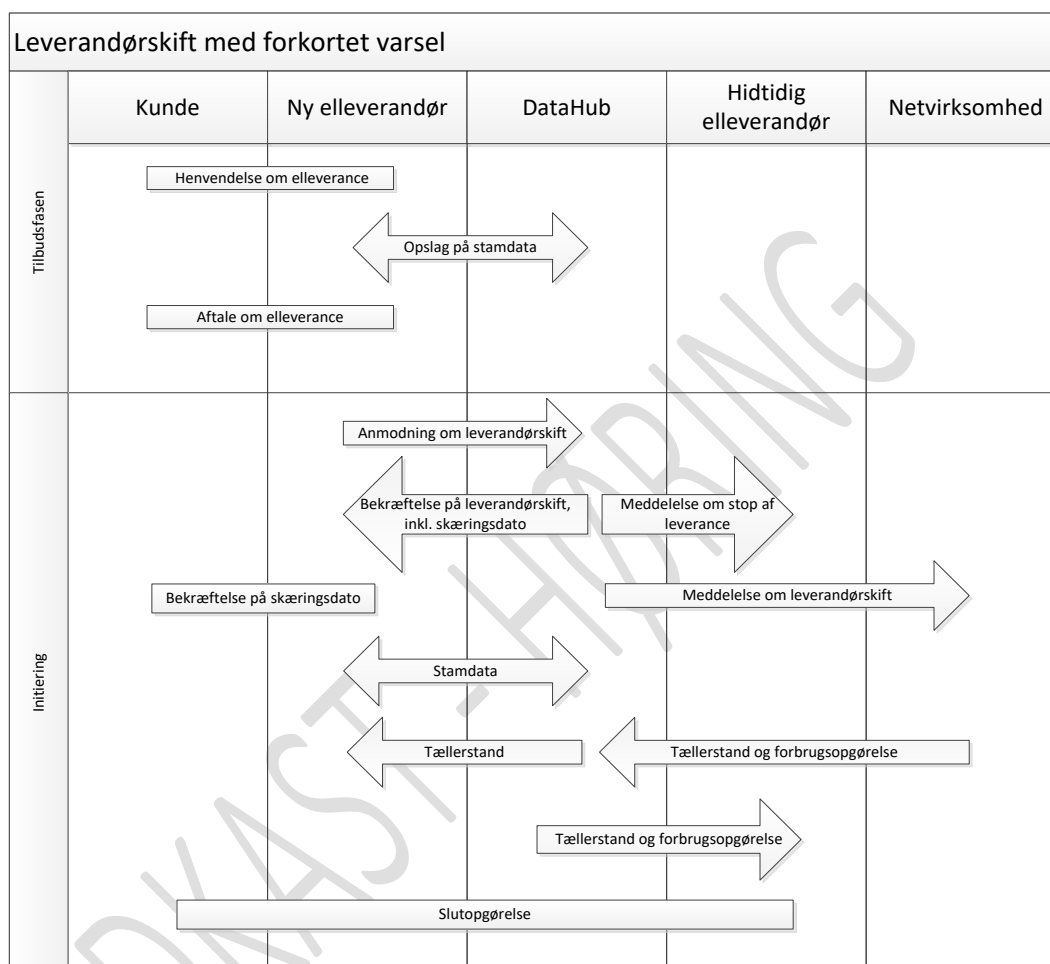 Leverandørskift med forkortet varsel
Kunde
Ny elleverandør
DataHub
Hidtidig
elleverandør
Netvirksomhed
Tilbudsfasen
Henvendelse om elleverance
Opslag på stamdata
Aftale om elleverance
Initiering
Anmodning om leverandørskift
Bekræftelse på leverandørskift,
inkl. skæringsdato
Meddelelse om stop af
leverance
Bekræftelse på skæringsdato
Meddelelse om leverandørskift
Stamdata
Tællerstand
Tællerstand og forbrugsopgørelse
Tællerstand og forbrugsopgørelse
Slutopgørelse
DKAST - HØRING